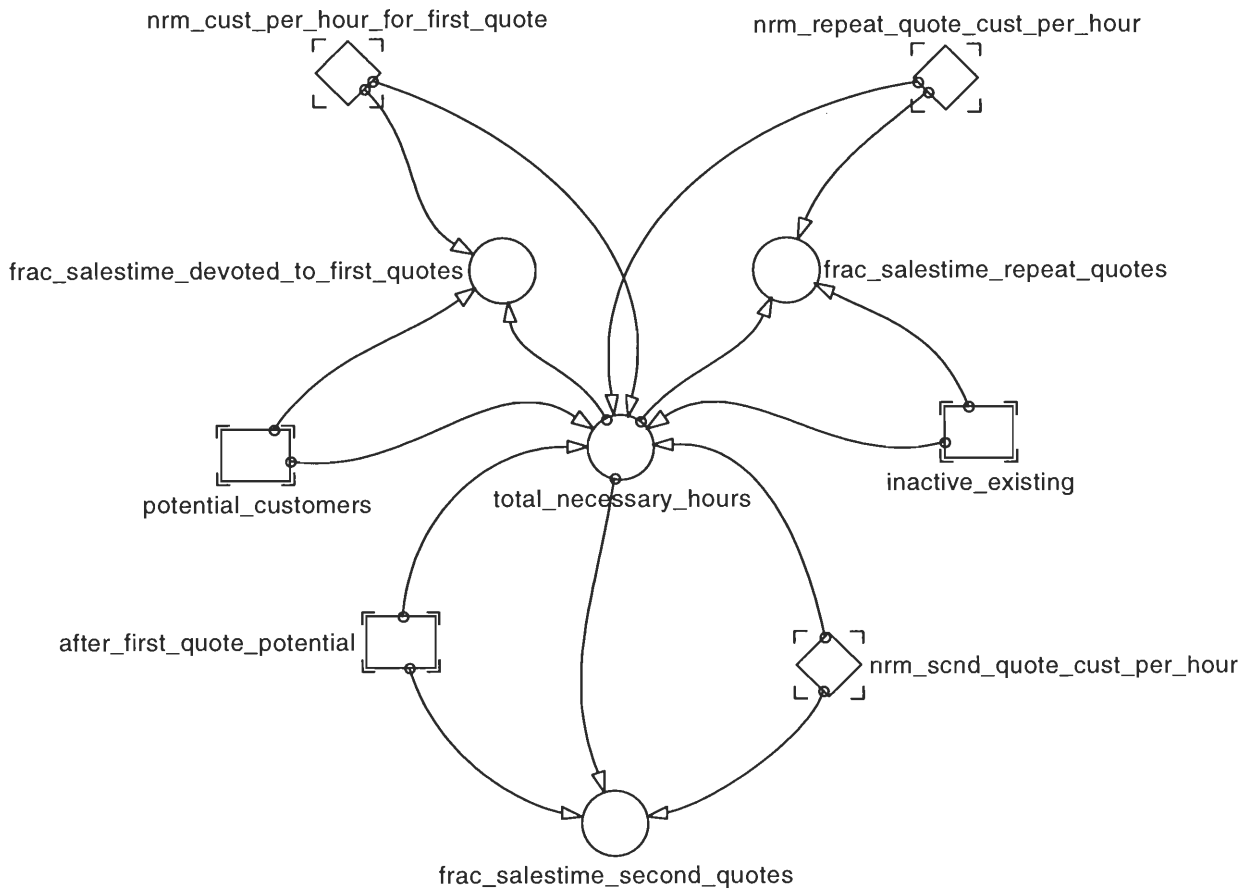 nrm_cust_per_hour_for_first_quote
nrm_repeat_quote_cust_per_hour
frac_salestime_devoted_to_first_quotes
frac_salestime_repeat_quotes
potential_customers
total_necessary_hours
inactive_existing
after_first_quote_potential
nrm_scnd_quote_cust_per_hour
frac_salestime_second_quotes